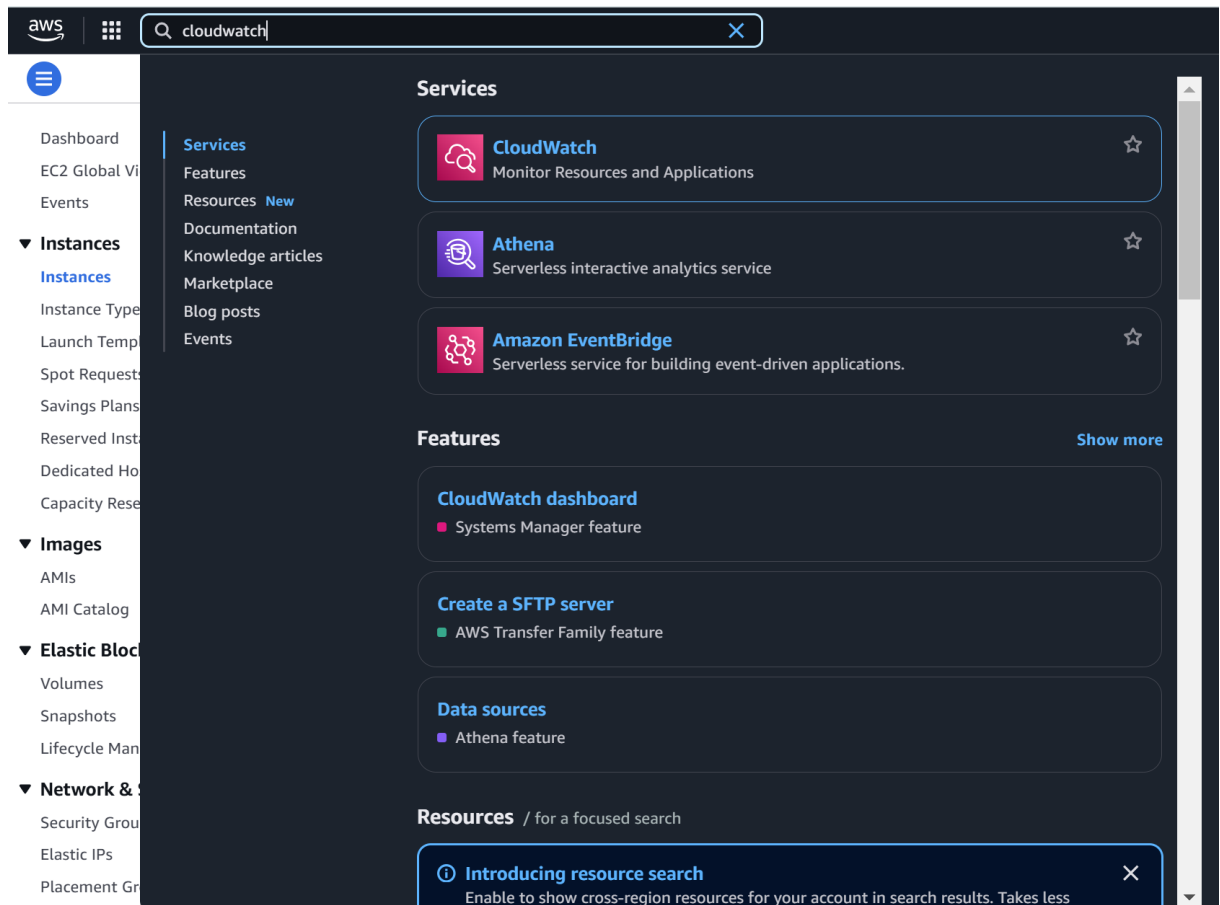 aws
cloudwatch
Dashboard
EC2 Global Vi
Events
Instances
Instances
Instance Type
Launch Templ
Spot Requests
Savings Plans
Reserved Insta
Dedicated Ho
Capacity Rese
Images
AMIs
AMI Catalog
Elastic Bloc
Volumes
Snapshots
Lifecycle Man
Network & S
Security Grou
Elastic IPs
Placement Gr
Services
Features
Resources New
Documentation
Knowledge articles
Marketplace
Blog posts
Events
Services
CloudWatch
Monitor Resources and Applications
Athena
Serverless interactive analytics service
Amazon EventBridge
Serverless service for building event-driven applications.
Features
Show more
CloudWatch dashboard
Systems Manager feature
Create a SFTP server
AWS Transfer Family feature
Data sources
Athena feature
Resources / for a focused search
Introducing resource search
Enable to show cross-region resources for your account in search results. Takes less